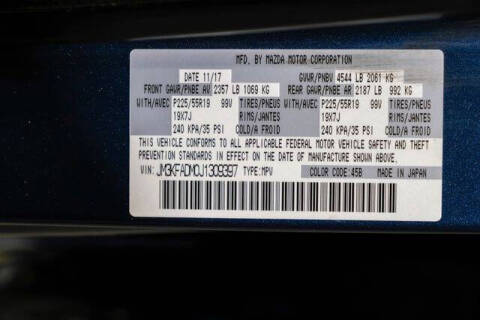 MFD. BY MAZDA MOTOR CORPORATION
DATE 11/17 GVWR/PNBV 4544 LB 2061 KG
FRONT GAWR/PNBE AV 2357 LB 1069 KG REAR GAWR/PNBE AR 2187 LB 992 KG
WITH/AVEC P225/55R19 99V TIRES/PNEUS WITH/AVEC P225/55R19 99V TIRES/PNEUS
19X7J RIMS/JANTES 19X7J RIMS/JANTES
240 KPA/35 PSI COLD/A FROID 240 KPA/35 PSI COLD/A FROID
THIS VEHICLE CONFORMS TO ALL APPLICABLE FEDERAL MOTOR VEHICLE SAFETY AND THEFT
PREVENTION STANDARDS IN EFFECT ON THE DATE OF MANUFACTURE SHOWN ABOVE.
VIN: JM3KFADM0J1309397 TYPE:MPV COLOR CODE:45B MADE IN JAPAN